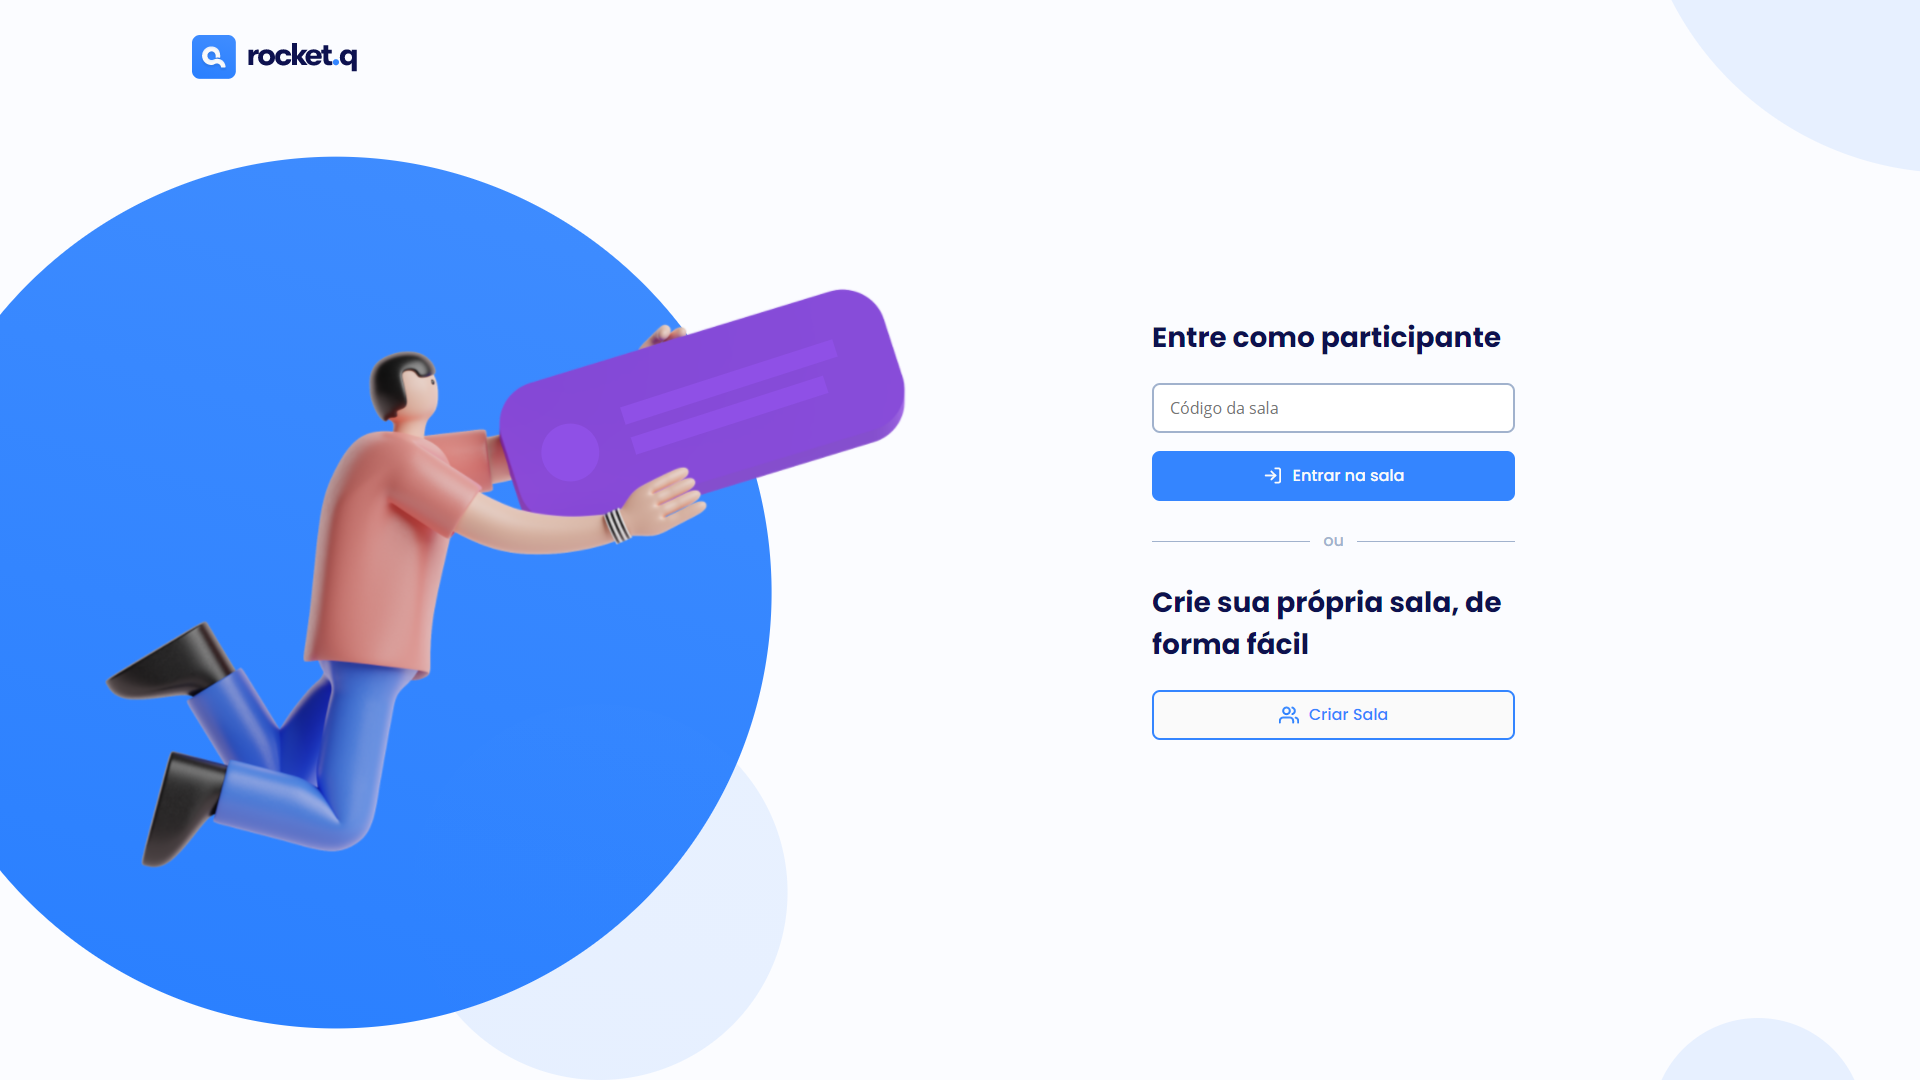 rocket.q
Entre como participante
Código da sala
Entrar na sala
ou
Crie sua própria sala, de
forma fácil
Criar Sala